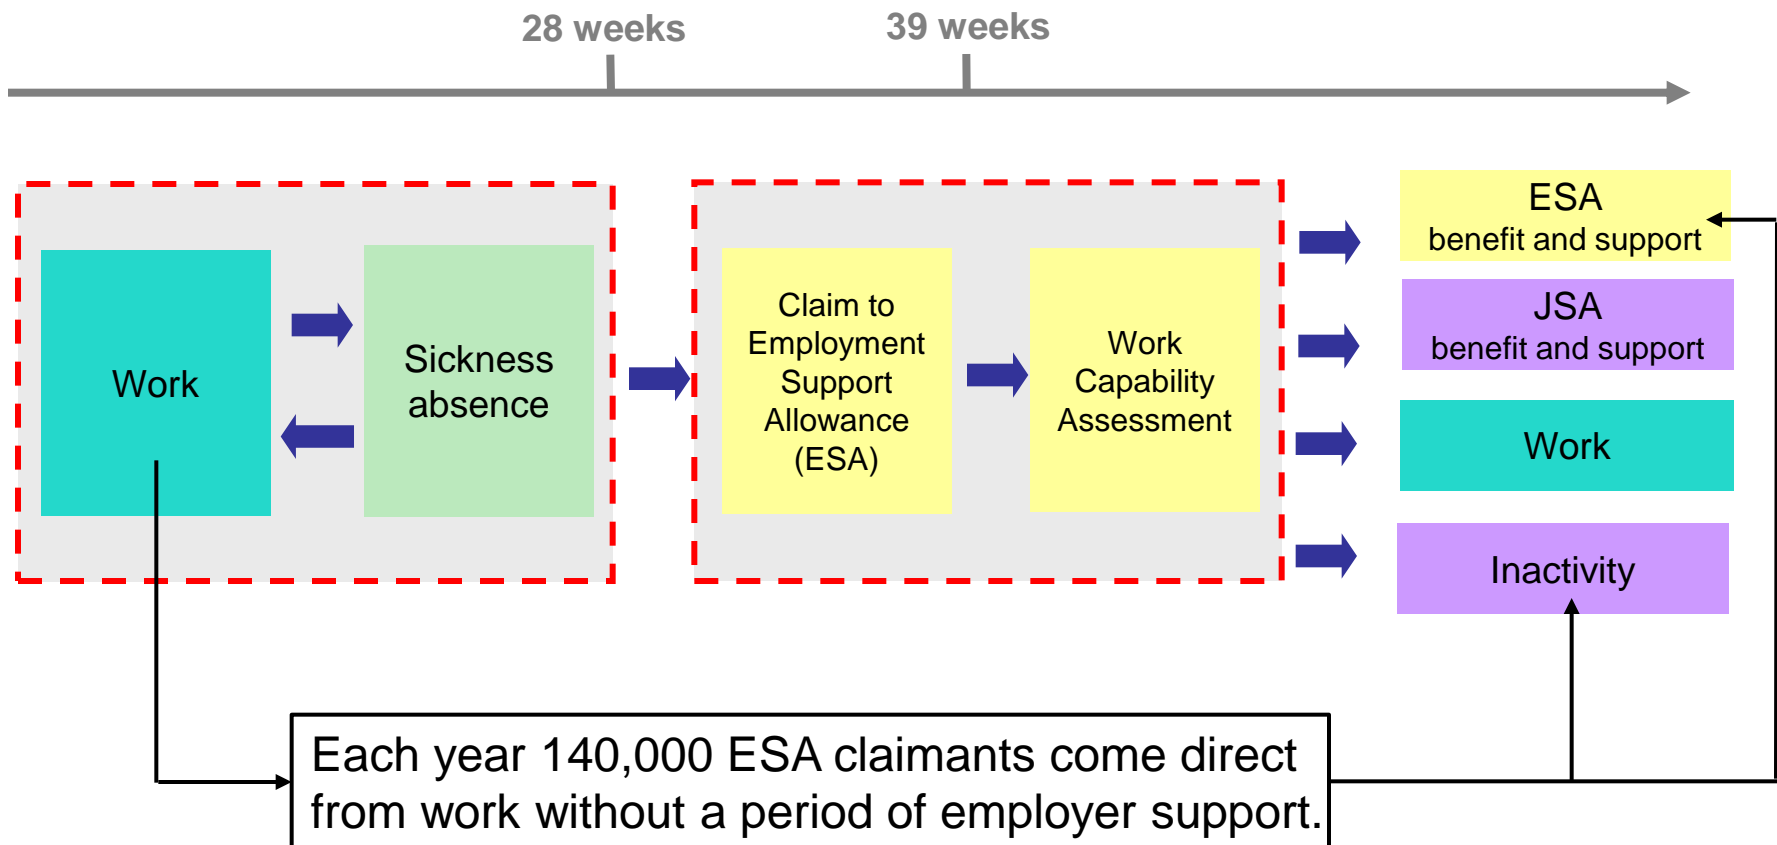 28 weeks
39 weeks
Work
Sickness
absence
Claim to
Employment
Support
Allowance
(ESA)
Work
Capability
Assessment
ESA
benefit and support
JSA
benefit and support
Work
Inactivity
Each year 140,000 ESA claimants come direct
from work without a period of employer support.